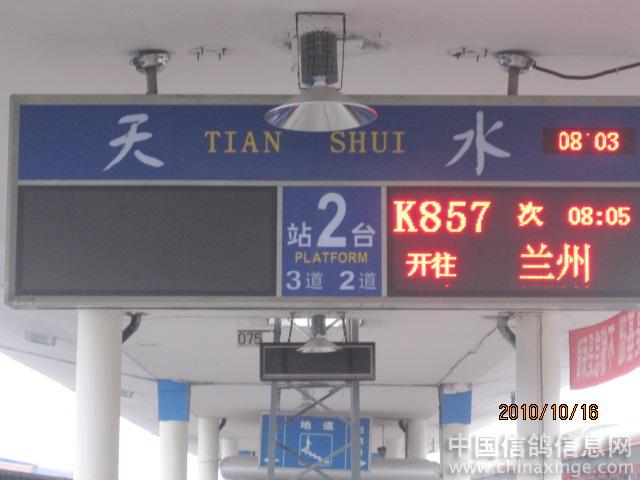 天 TIAN SHUI 水 08:03
站2台
PLATFORM
3道 2道
K857 次 08:05
开往 兰州
075
地道
2010/10/16
中国信鸽信息网
www.chinaxinge.com